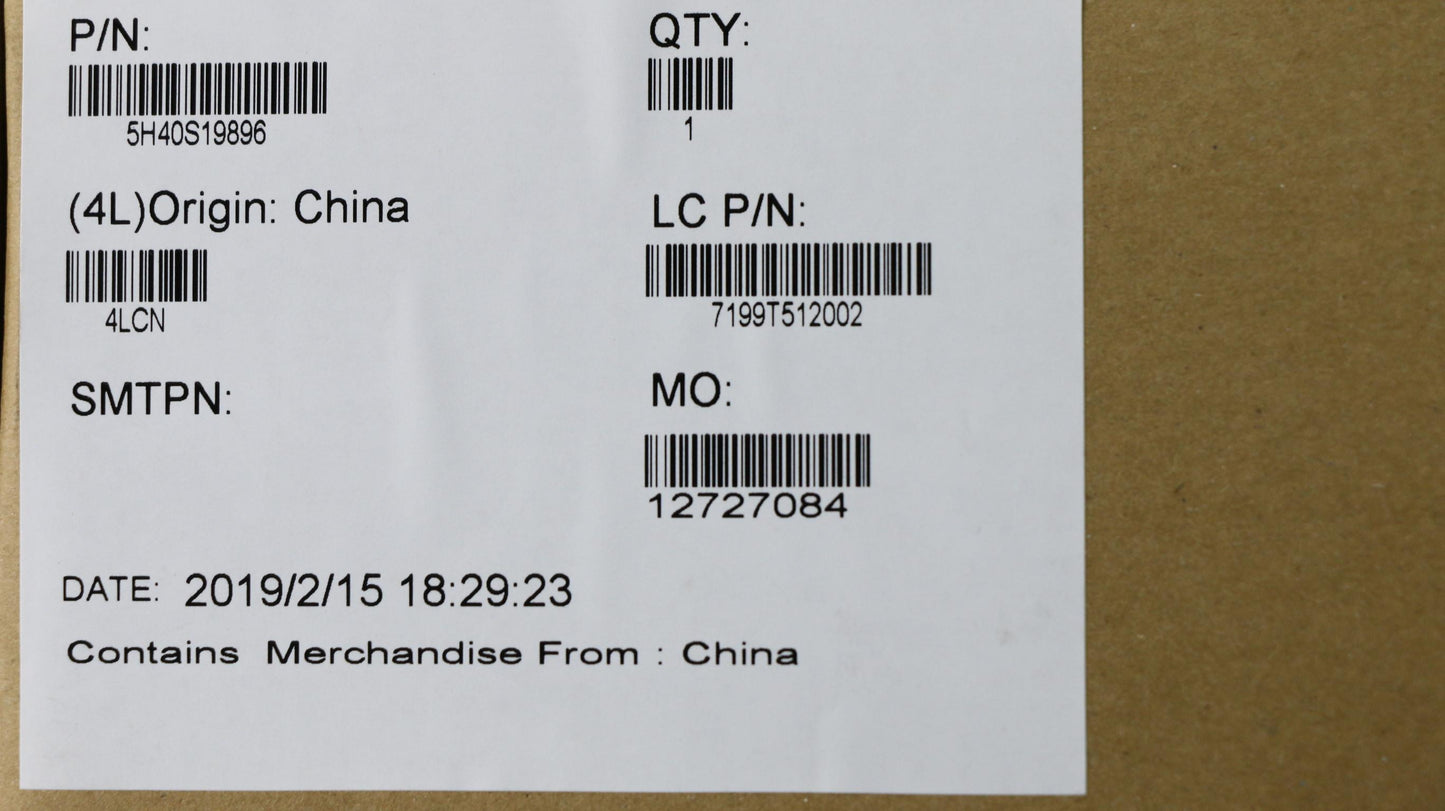 P/N:
5H40S19896
QTY:
1
(4L)Origin: China
4LCN
LC P/N:
7199T512002
SMTPN:
MO:
12727084
DATE: 2019/2/15 18:29:23
Contains Merchandise From : China